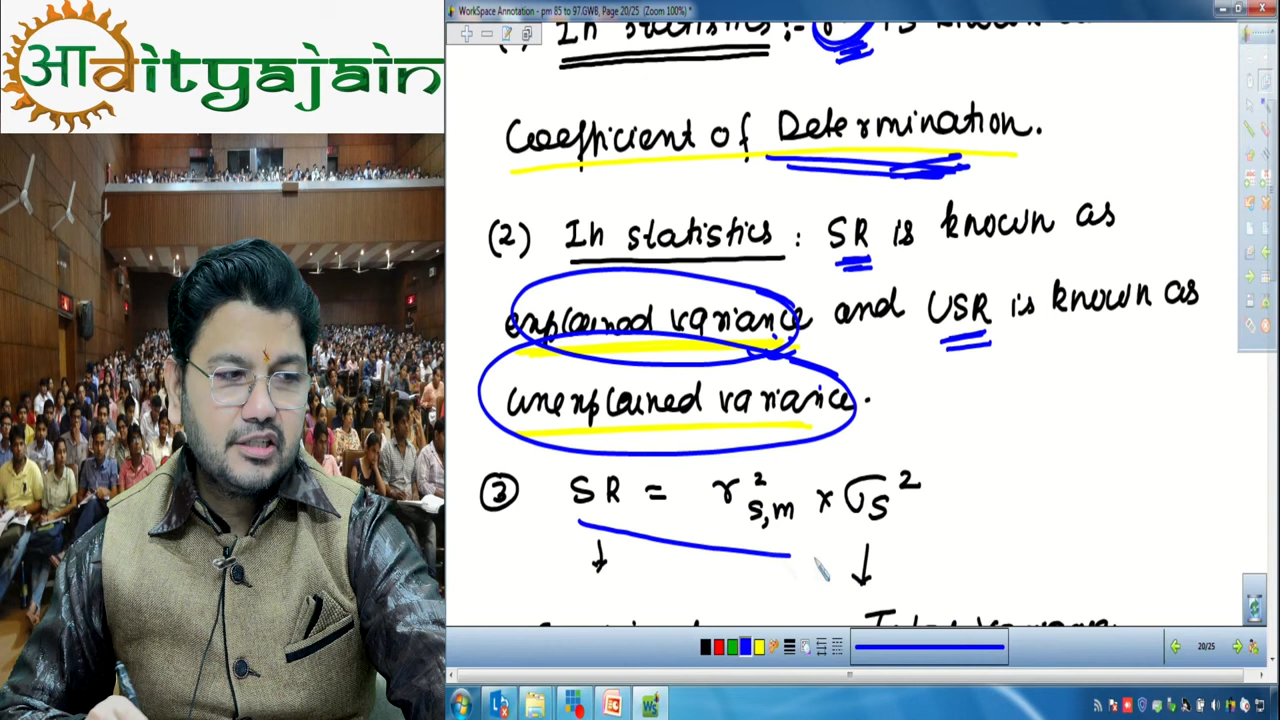 WorkSpace Annotation - pm 85 to 97.GWB, Page 20/25 (Zoom 100%) *
आdityajain
In statistics :-
Coefficient of Determination.
(2) In statistics : SR is known as
explained variance and USR is known as
unexplained variance.
③ SR = r²s,m × σs²
20/25